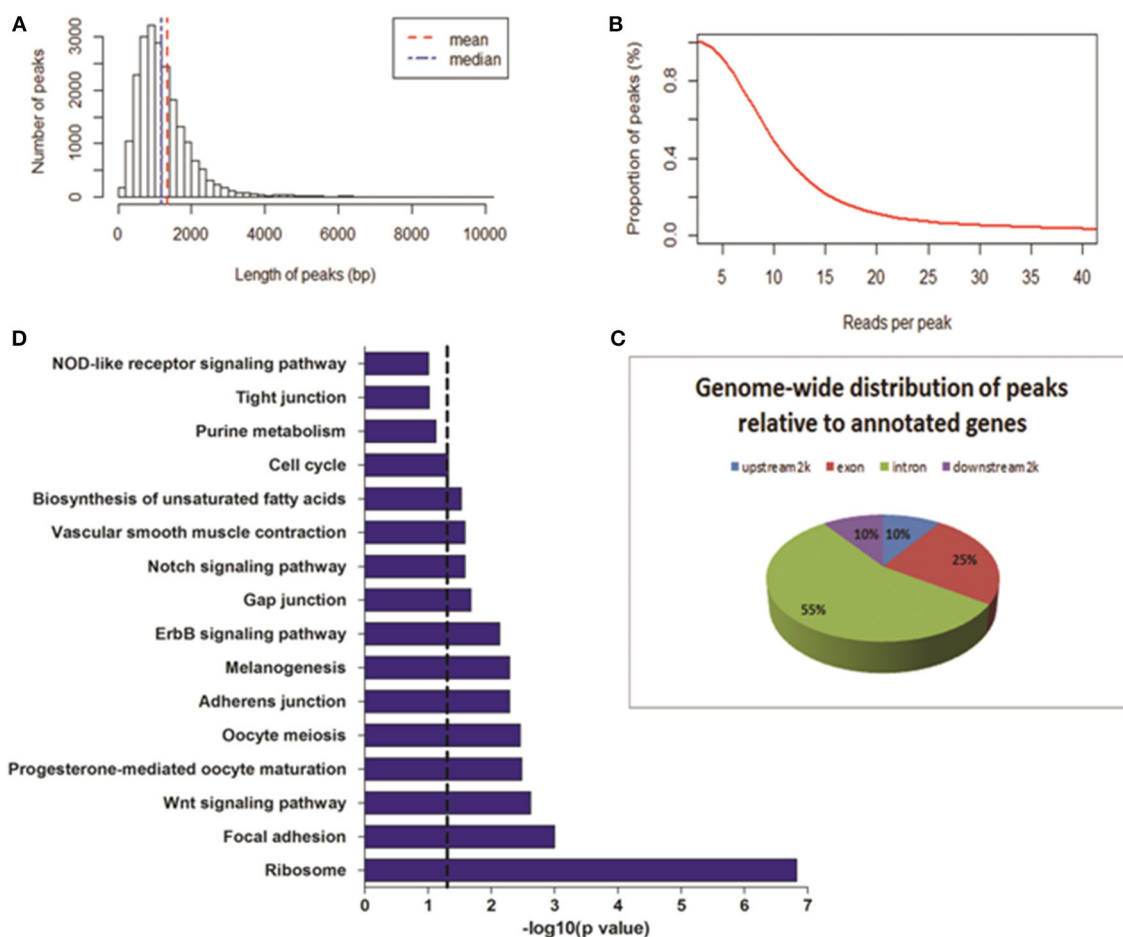 A
Number of peaks
3000
2000
1000
0
mean
median
0 2000 4000 6000 8000 10000
Length of peaks (bp)
B
Proportion of peaks (%)
0.8
0.4
0.0
5 10 15 20 25 30 35 40
Reads per peak
D
NOD-like receptor signaling pathway
Tight junction
Purine metabolism
Cell cycle
Biosynthesis of unsaturated fatty acids
Vascular smooth muscle contraction
Notch signaling pathway
Gap junction
ErbB signaling pathway
Melanogenesis
Adherens junction
Oocyte meiosis
Progesterone-mediated oocyte maturation
Wnt signaling pathway
Focal adhesion
Ribosome
0 1 2 3 4 5 6 7
-log10(p value)
C
Genome-wide distribution of peaks
relative to annotated genes
upstream2k exon intron downstream2k
10% 10%
25%
55%